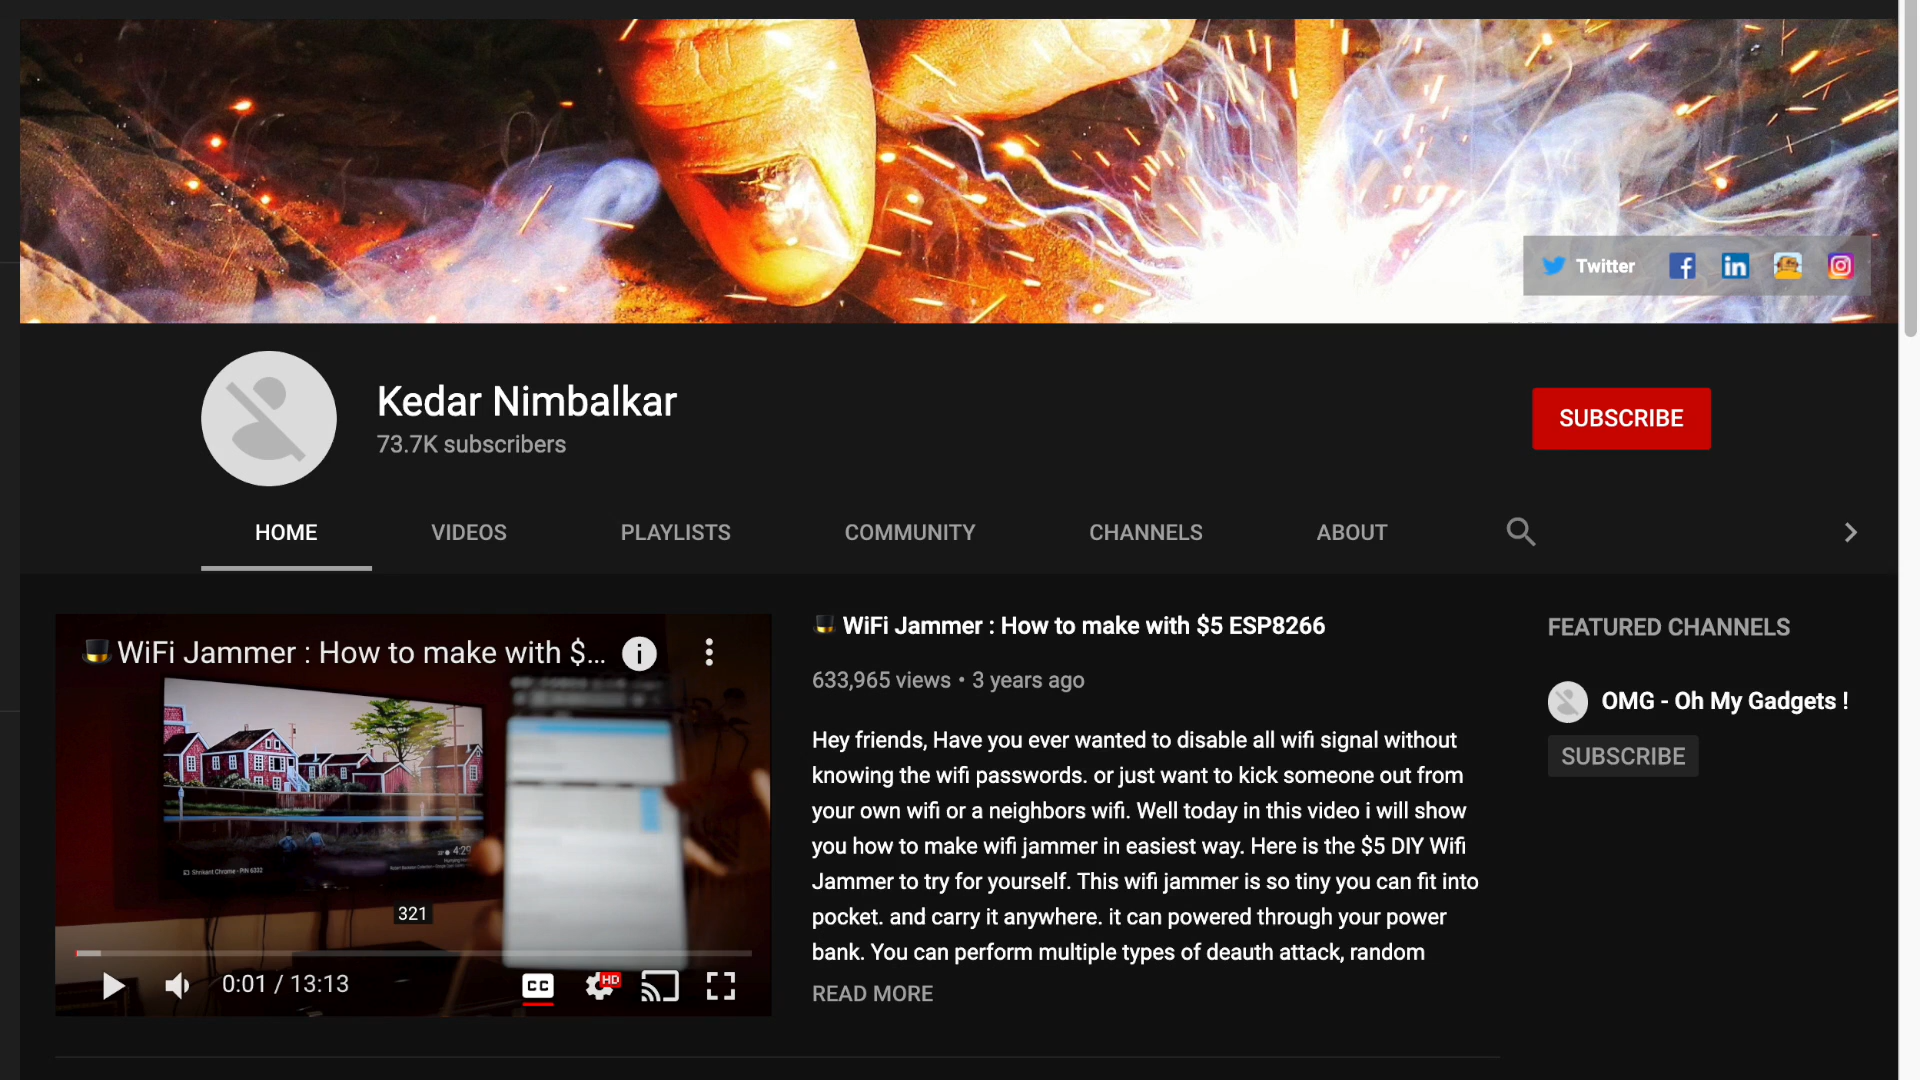 Twitter
Kedar Nimbalkar
73.7K subscribers
SUBSCRIBE
HOME
VIDEOS
PLAYLISTS
COMMUNITY
CHANNELS
ABOUT
WiFi Jammer : How to make with $...
321
0:01 / 13:13
CC
HD
WiFi Jammer : How to make with $5 ESP8266
633,965 views • 3 years ago
Hey friends, Have you ever wanted to disable all wifi signal without
knowing the wifi passwords. or just want to kick someone out from
your own wifi or a neighbors wifi. Well today in this video i will show
you how to make wifi jammer in easiest way. Here is the $5 DIY Wifi
Jammer to try for yourself. This wifi jammer is so tiny you can fit into
pocket. and carry it anywhere. it can powered through your power
bank. You can perform multiple types of deauth attack, random
READ MORE
FEATURED CHANNELS
OMG - Oh My Gadgets !
SUBSCRIBE